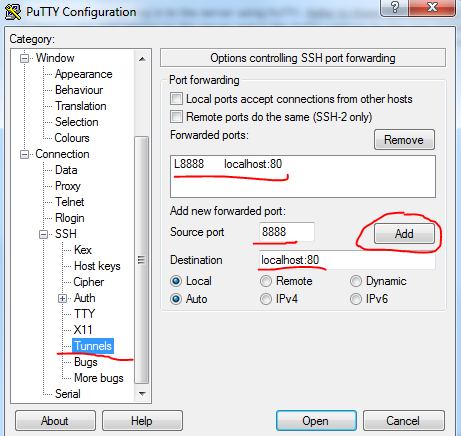 PuTTY Configuration
?
Category:
Window
Appearance
Behaviour
Translation
Selection
Colours
Connection
Data
Proxy
Telnet
Rlogin
SSH
Kex
Host keys
Cipher
Auth
TTY
X11
Tunnels
Bugs
More bugs
Serial
Options controlling SSH port forwarding
Port forwarding
Local ports accept connections from other hosts
Remote ports do the same (SSH-2 only)
Forwarded ports:
Remove
L8888 localhost:80
Add new forwarded port:
Source port 8888 Add
Destination localhost:80
Local Remote Dynamic
Auto IPv4 IPv6
About Help Open Cancel